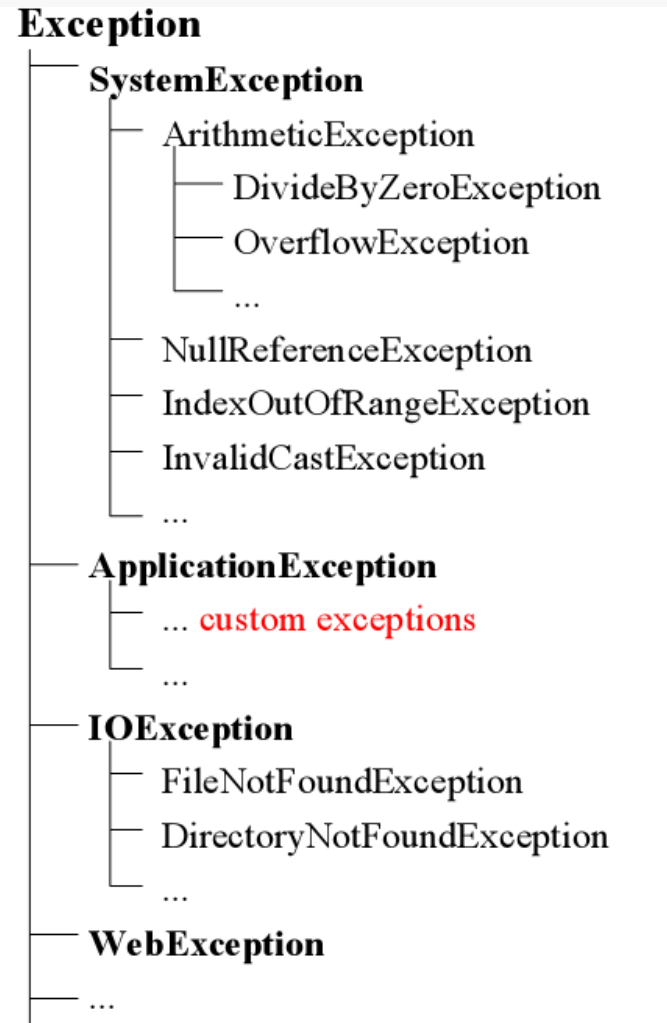 Exception
SystemException
ArithmeticException
DivideByZeroException
OverflowException
...
NullReferenceException
IndexOutOfRangeException
InvalidCastException
...
ApplicationException
... custom exceptions
...
IOException
FileNotFoundException
DirectoryNotFoundException
...
WebException
...